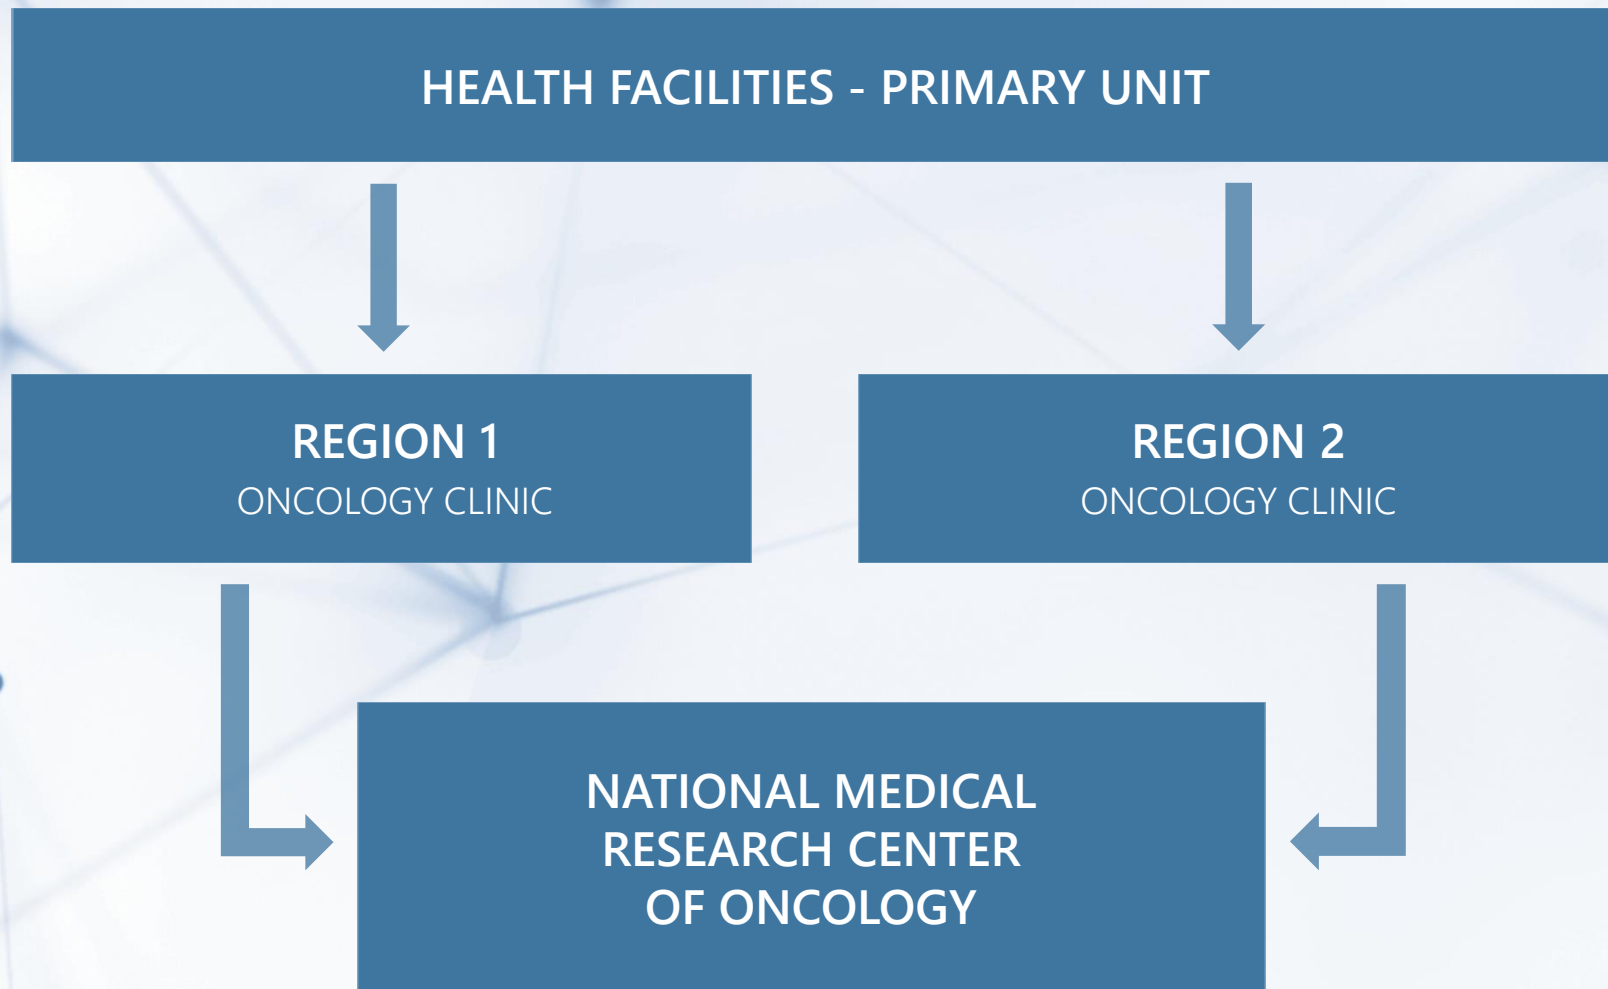 HEALTH FACILITIES - PRIMARY UNIT
REGION 1
ONCOLOGY CLINIC
REGION 2
ONCOLOGY CLINIC
NATIONAL MEDICAL
RESEARCH CENTER
OF ONCOLOGY